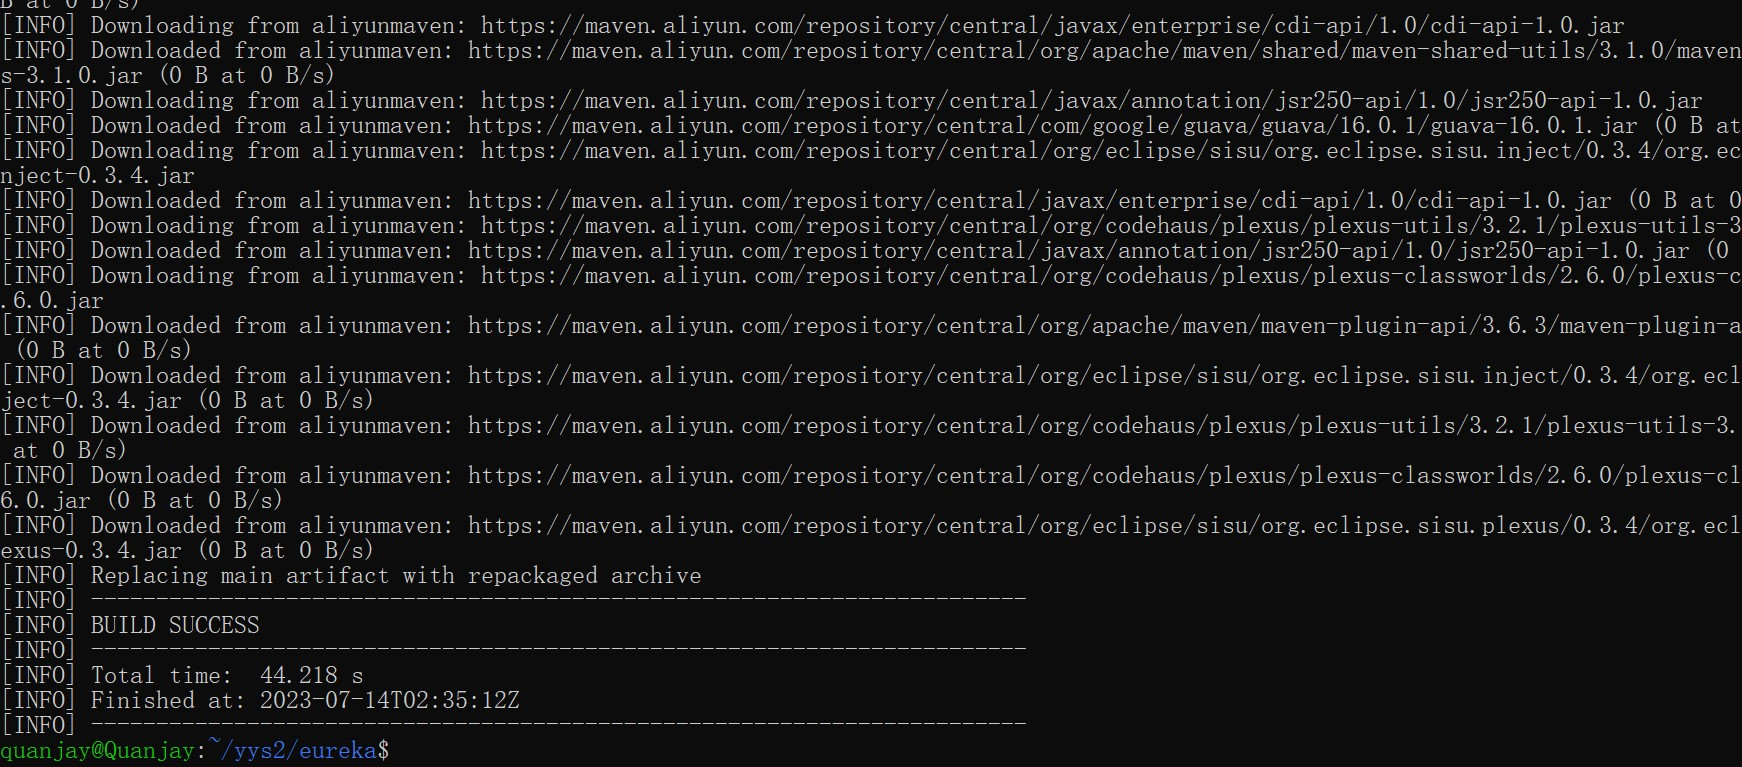 B at 0 B/s)
[INFO] Downloading from aliyunmaven: https://maven.aliyun.com/repository/central/javax/enterprise/cdi-api/1.0/cdi-api-1.0.jar
[INFO] Downloaded from aliyunmaven: https://maven.aliyun.com/repository/central/org/apache/maven/shared/maven-shared-utils/3.1.0/maven
s-3.1.0.jar (0 B at 0 B/s)
[INFO] Downloading from aliyunmaven: https://maven.aliyun.com/repository/central/javax/annotation/jsr250-api/1.0/jsr250-api-1.0.jar
[INFO] Downloaded from aliyunmaven: https://maven.aliyun.com/repository/central/com/google/guava/guava/16.0.1/guava-16.0.1.jar (0 B at
[INFO] Downloading from aliyunmaven: https://maven.aliyun.com/repository/central/org/eclipse/sisu/org.eclipse.sisu.inject/0.3.4/org.ec
nject-0.3.4.jar
[INFO] Downloaded from aliyunmaven: https://maven.aliyun.com/repository/central/javax/enterprise/cdi-api/1.0/cdi-api-1.0.jar (0 B at 0
[INFO] Downloading from aliyunmaven: https://maven.aliyun.com/repository/central/org/codehaus/plexus/plexus-utils/3.2.1/plexus-utils-3
[INFO] Downloaded from aliyunmaven: https://maven.aliyun.com/repository/central/javax/annotation/jsr250-api/1.0/jsr250-api-1.0.jar (0
[INFO] Downloading from aliyunmaven: https://maven.aliyun.com/repository/central/org/codehaus/plexus/plexus-classworlds/2.6.0/plexus-c
.6.0.jar
[INFO] Downloaded from aliyunmaven: https://maven.aliyun.com/repository/central/org/apache/maven/maven-plugin-api/3.6.3/maven-plugin-a
(0 B at 0 B/s)
[INFO] Downloaded from aliyunmaven: https://maven.aliyun.com/repository/central/org/eclipse/sisu/org.eclipse.sisu.inject/0.3.4/org.ecl
ject-0.3.4.jar (0 B at 0 B/s)
[INFO] Downloaded from aliyunmaven: https://maven.aliyun.com/repository/central/org/codehaus/plexus/plexus-utils/3.2.1/plexus-utils-3.
at 0 B/s)
[INFO] Downloaded from aliyunmaven: https://maven.aliyun.com/repository/central/org/codehaus/plexus/plexus-classworlds/2.6.0/plexus-cl
6.0.jar (0 B at 0 B/s)
[INFO] Downloaded from aliyunmaven: https://maven.aliyun.com/repository/central/org/eclipse/sisu/org.eclipse.sisu.plexus/0.3.4/org.ecl
exus-0.3.4.jar (0 B at 0 B/s)
[INFO] Replacing main artifact with repackaged archive
[INFO] ------------------------------------------------------------------------
[INFO] BUILD SUCCESS
[INFO] ------------------------------------------------------------------------
[INFO] Total time:  44.218 s
[INFO] Finished at: 2023-07-14T02:35:12Z
[INFO] ------------------------------------------------------------------------
quanjay@Quanjay:~/yys2/eureka$